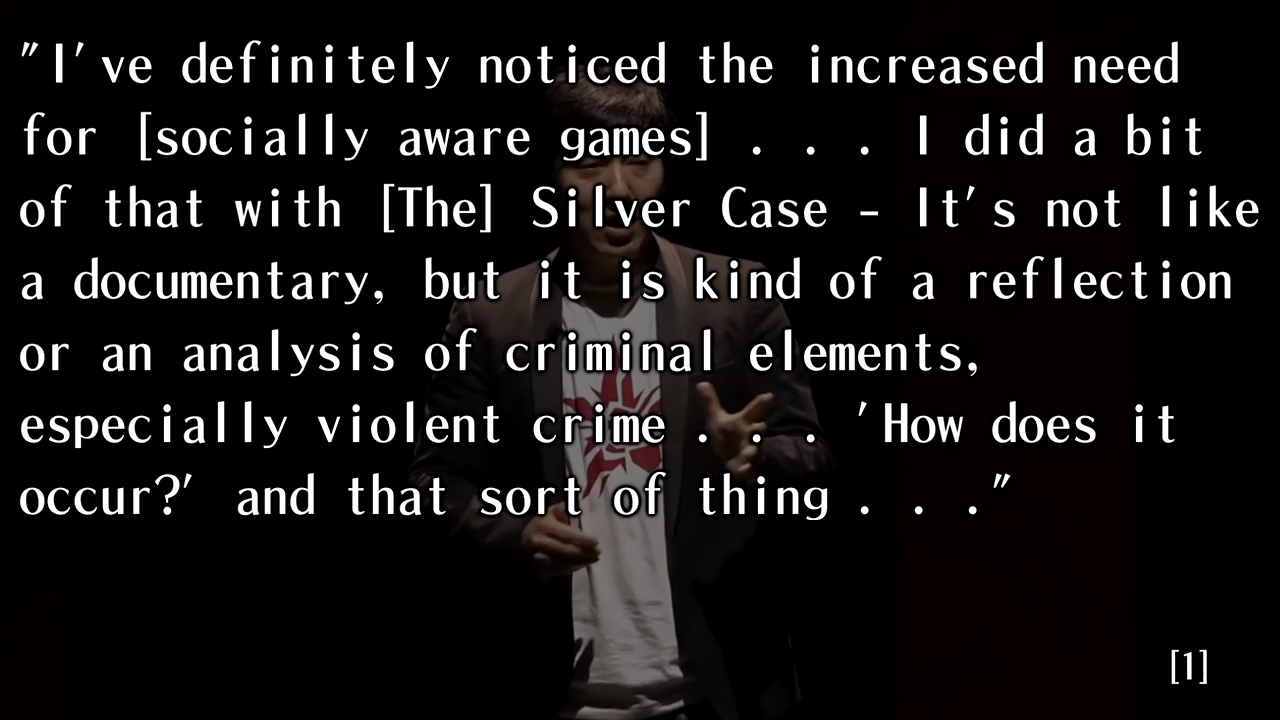 "I've definitely noticed the increased need
for [socially aware games] . . . I did a bit
of that with [The] Silver Case - It's not like
a documentary, but it is kind of a reflection
or an analysis of criminal elements,
especially violent crime . . . 'How does it
occur?' and that sort of thing . . ."
[1]